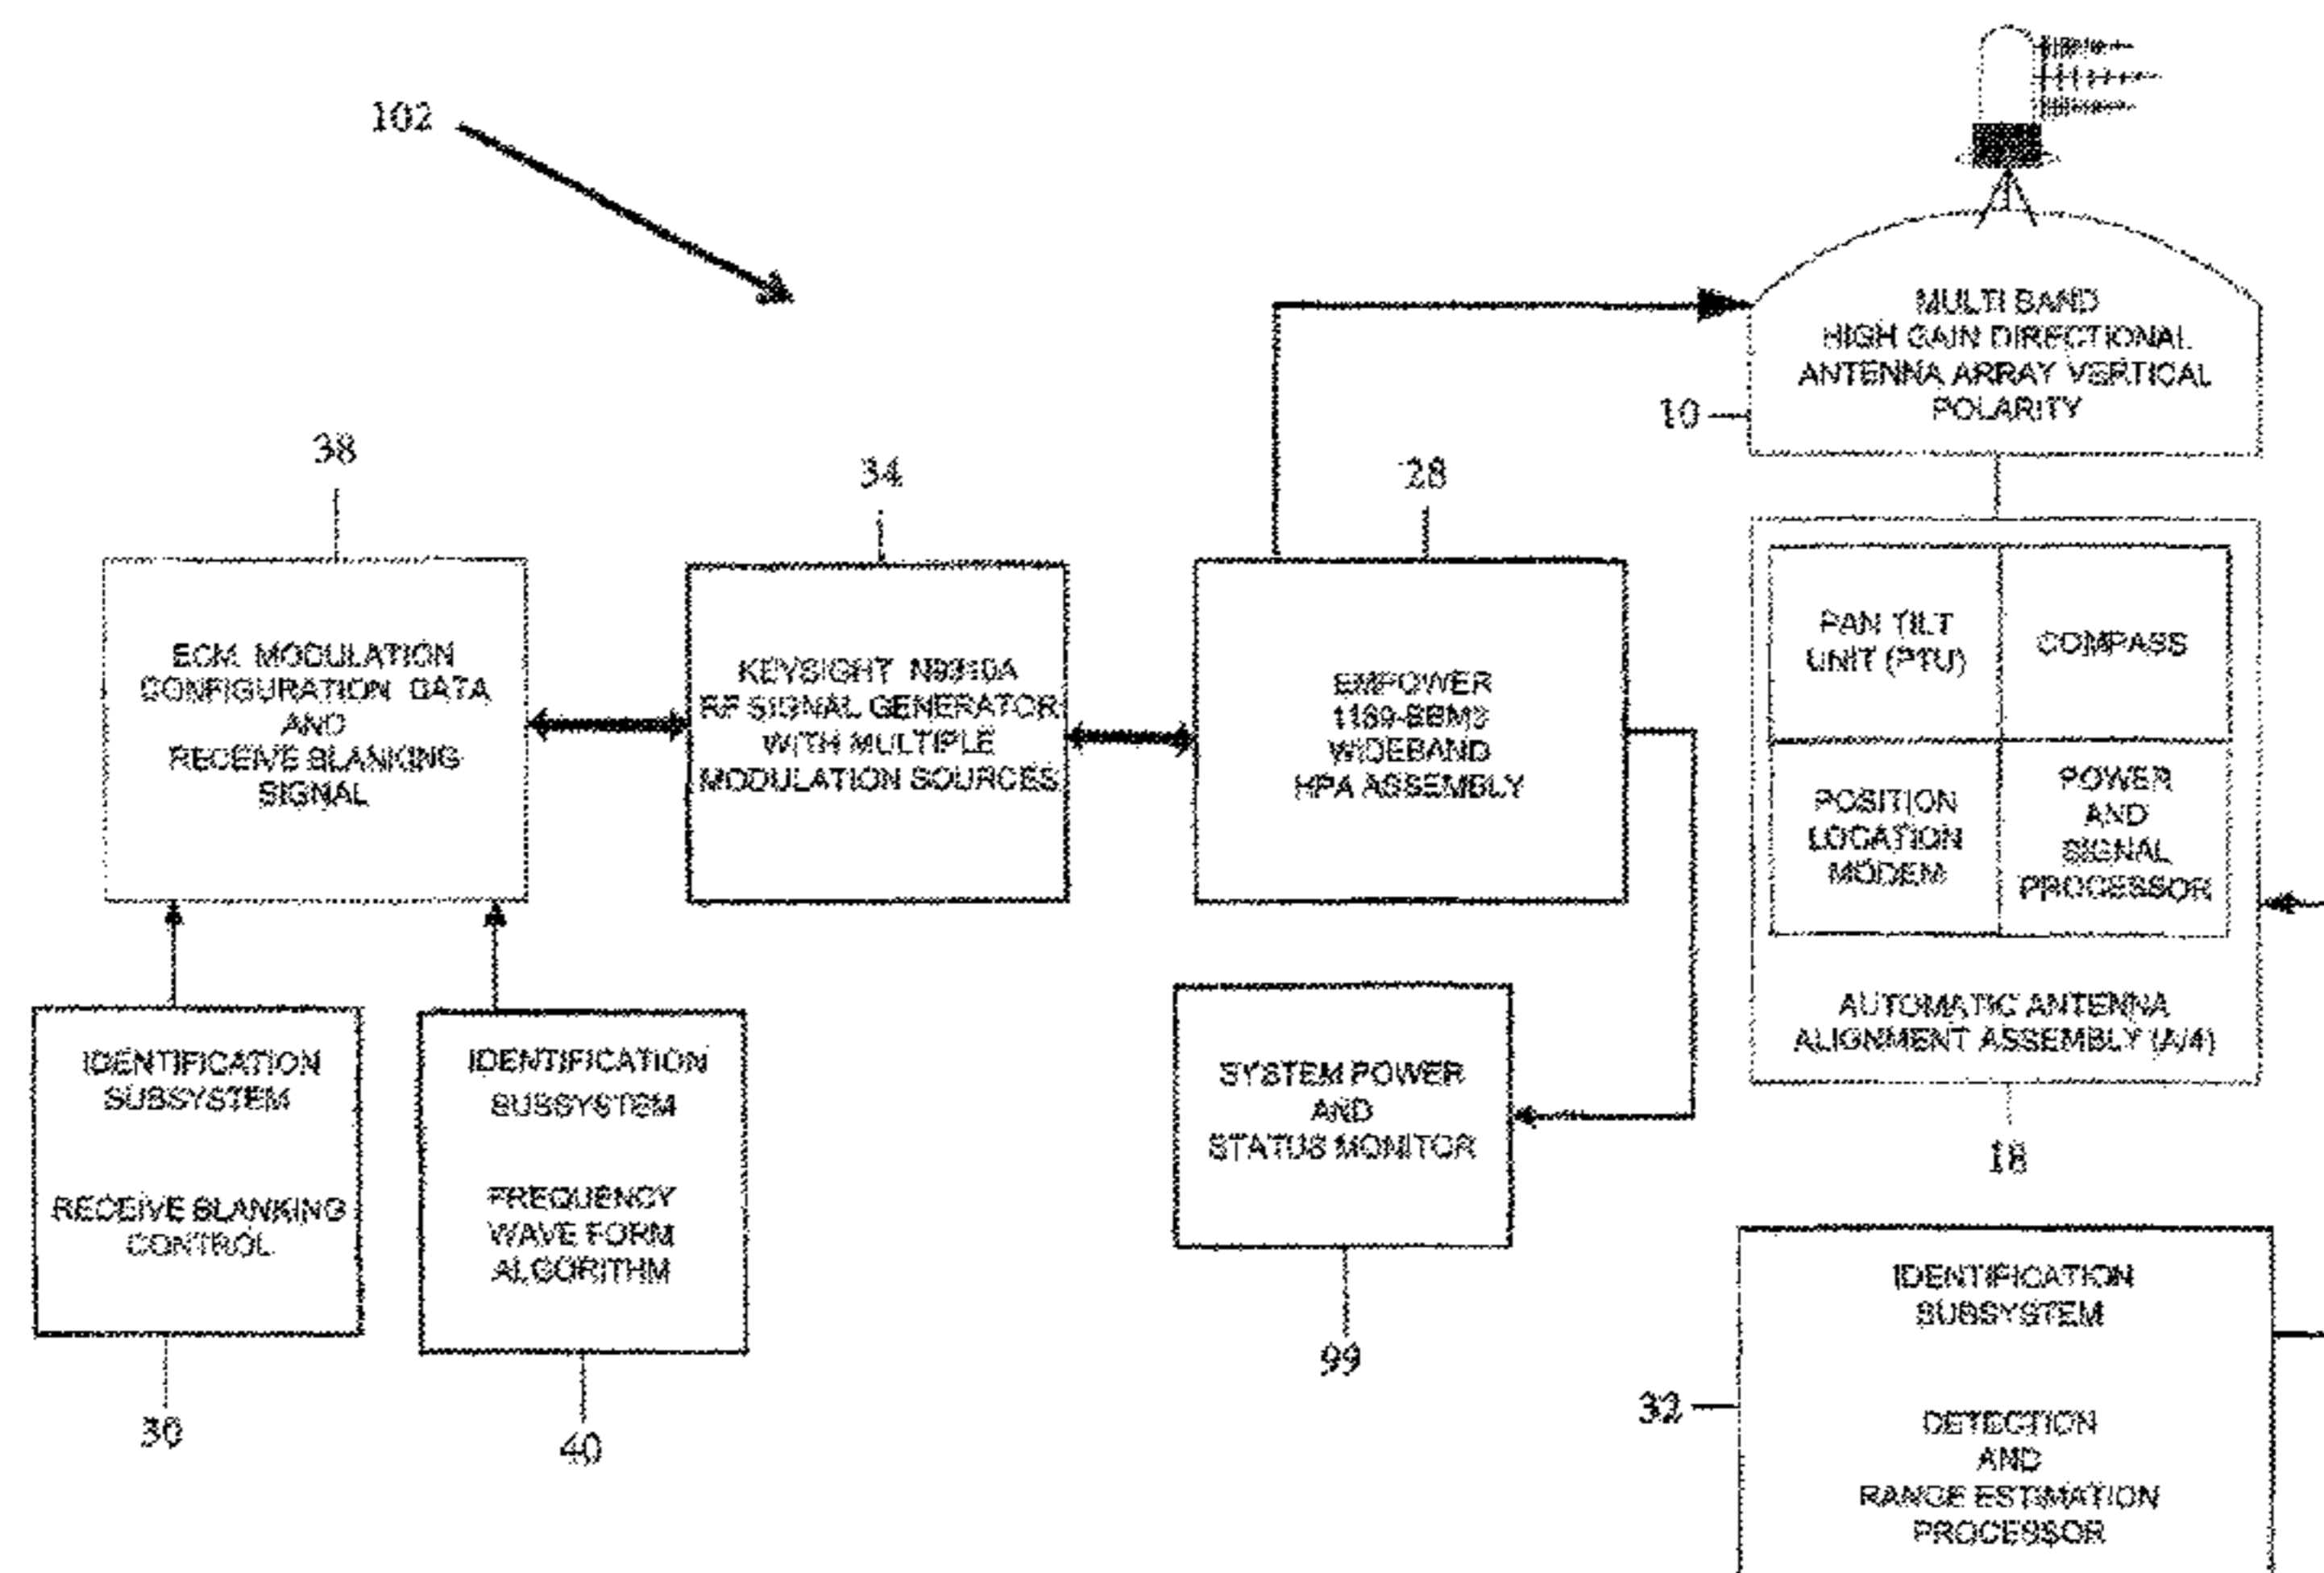 102
MULTI BAND
HIGH GAIN DIRECTIONAL
ANTENNA ARRAY VERTICAL
POLARITY
10
38
34
28
ECM MODULATION
CONFIGURATION DATA
AND
RECEIVE BLANKING
SIGNAL
KEYSIGHT N9310A
RF SIGNAL GENERATOR
WITH MULTIPLE
MODULATION SOURCES
EMPOWER
WIDEBAND
HPA ASSEMBLY
PAN TILT
UNIT (PTU)
COMPASS
POSITION
LOCATION
MODEM
POWER
AND
SIGNAL
PROCESSOR
AUTOMATIC ANTENNA
ALIGNMENT ASSEMBLY (A/4)
18
IDENTIFICATION
SUBSYSTEM
RECEIVE BLANKING
CONTROL
30
IDENTIFICATION
SUBSYSTEM
FREQUENCY
WAVE FORM
ALGORITHM
40
SYSTEM POWER
AND
STATUS MONITOR
99
32
IDENTIFICATION
SUBSYSTEM
DETECTION
AND
RANGE ESTIMATION
PROCESSOR